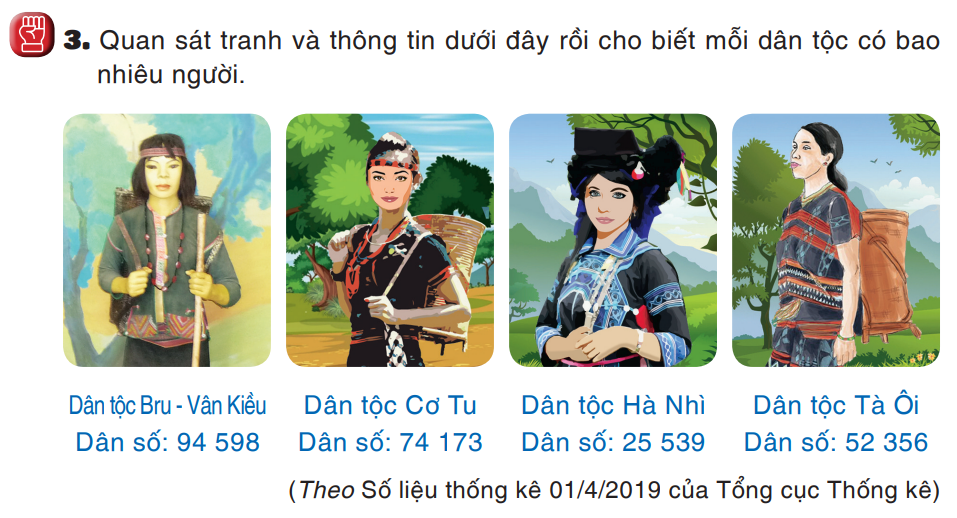 3. Quan sát tranh và thông tin dưới đây rồi cho biết mỗi dân tộc có bao
nhiêu người.
Dân tộc Bru - Vân Kiều
Dân số: 94 598
Dân tộc Cơ Tu
Dân số: 74 173
Dân tộc Hà Nhì
Dân số: 25 539
Dân tộc Tà Ôi
Dân số: 52 356
(Theo Số liệu thống kê 01/4/2019 của Tổng cục Thống kê)